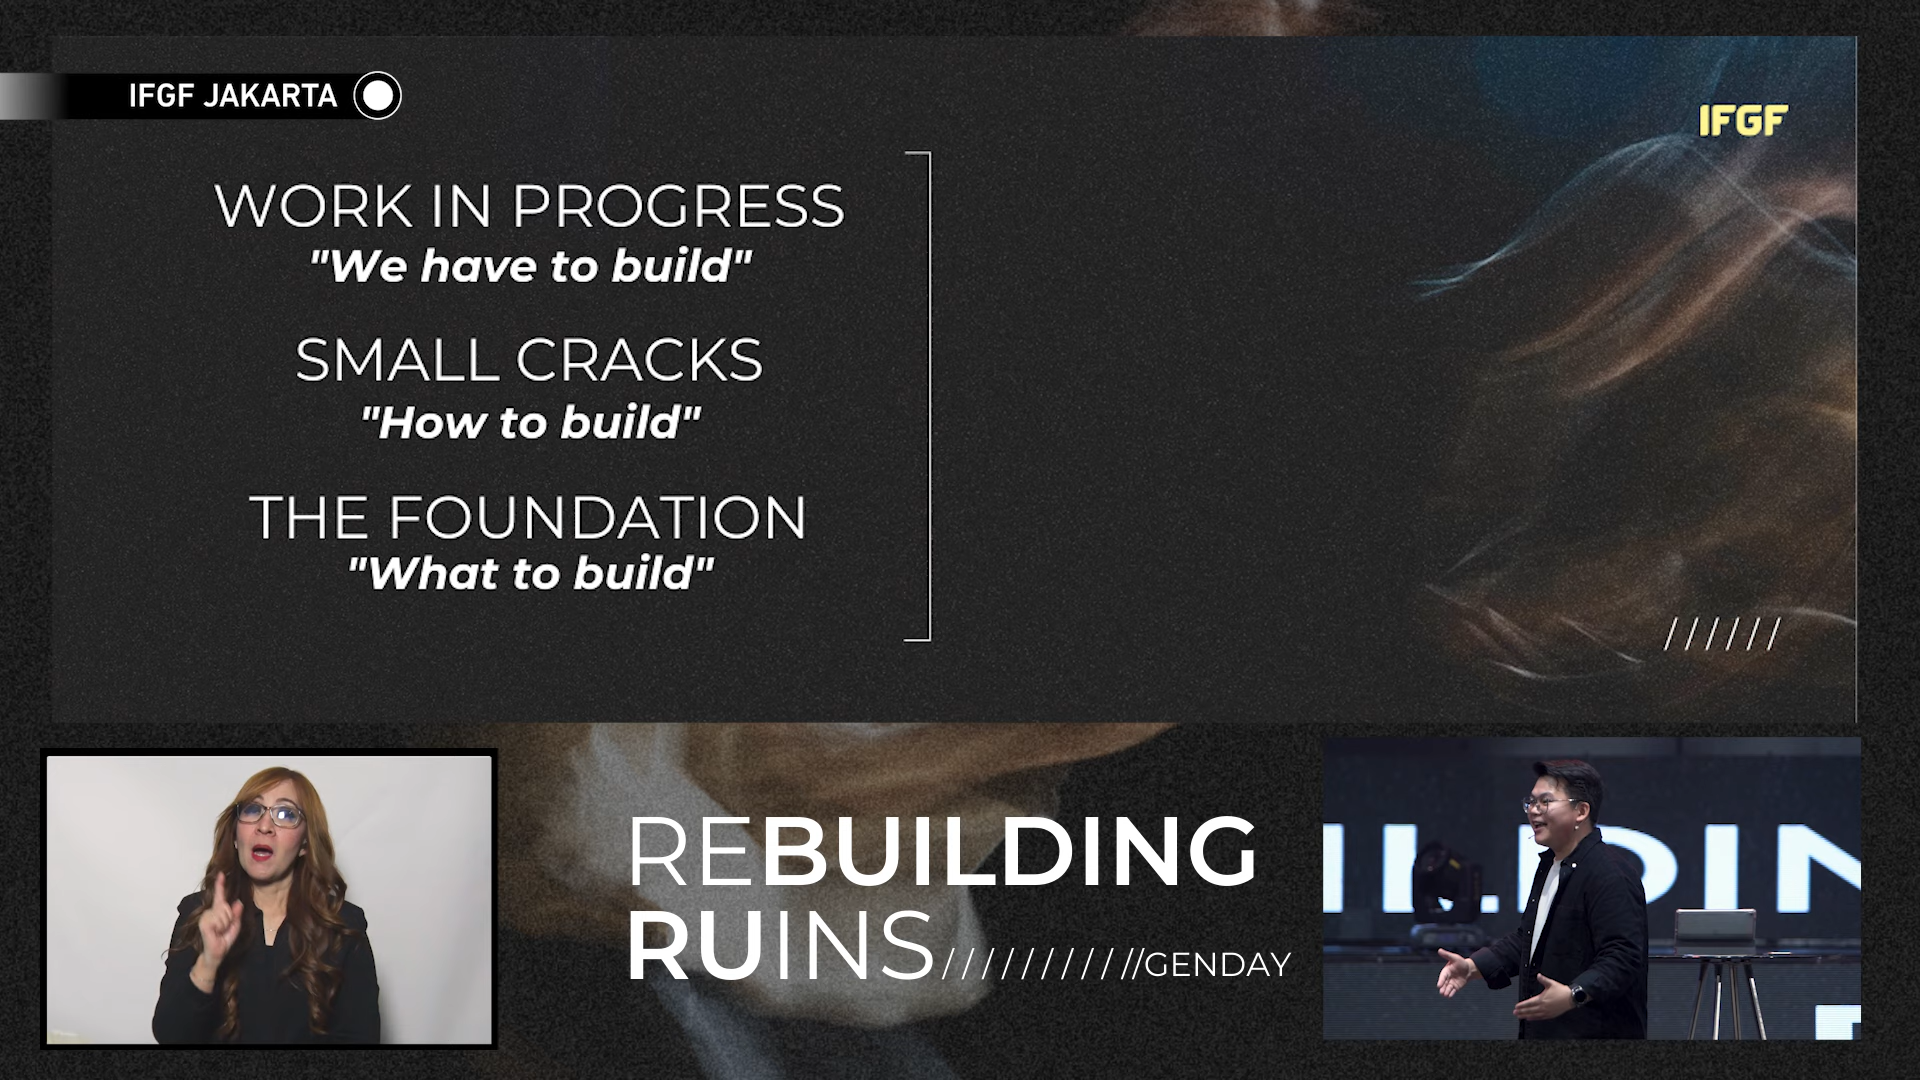 IFGF JAKARTA
IFGF
WORK IN PROGRESS
"We have to build"
SMALL CRACKS
"How to build"
THE FOUNDATION
"What to build"
//////
REBUILDING
RUINS////////////GENDAY
ILDIN